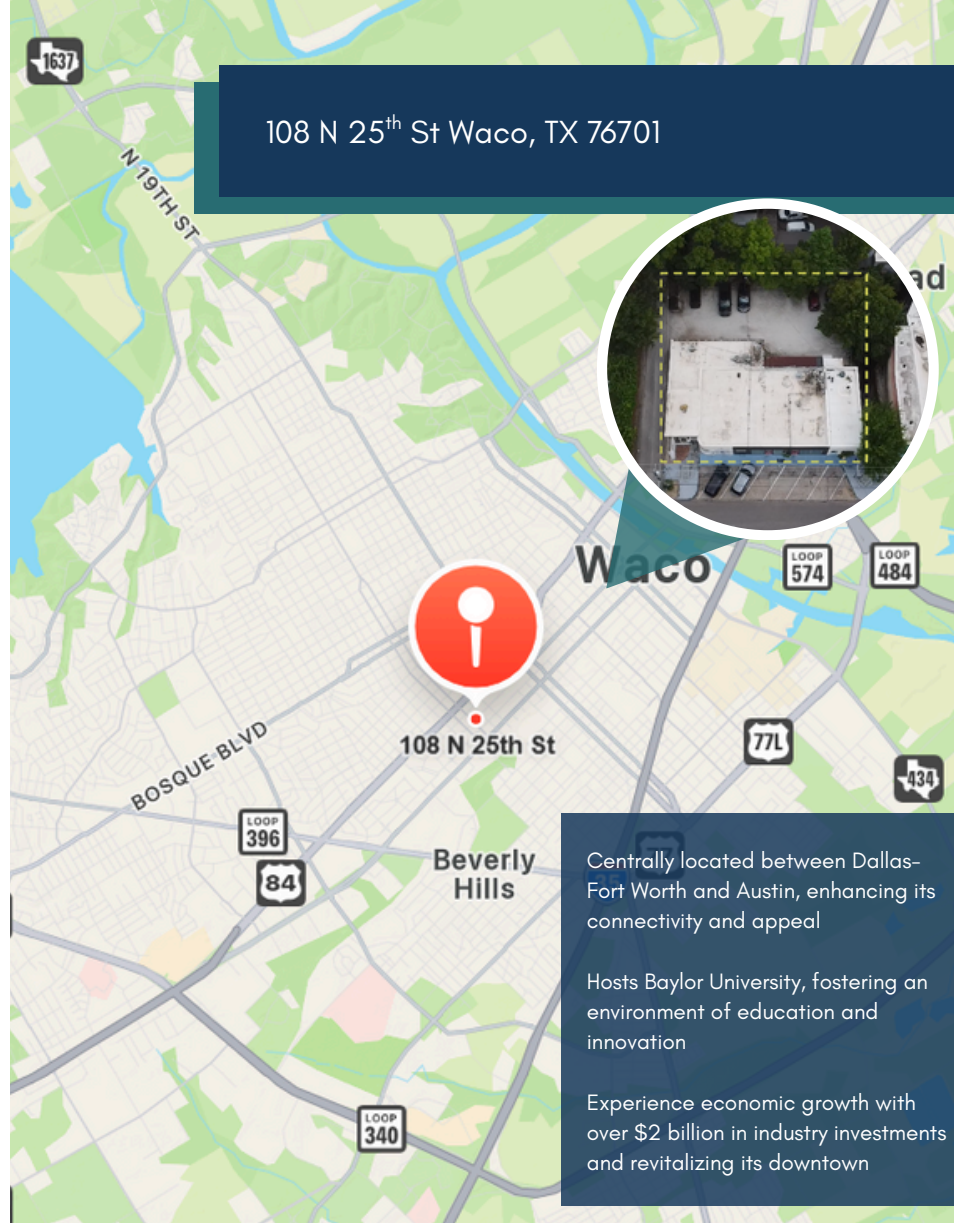 1637
108 N 25th St Waco, TX 76701
N 19TH ST
ad
Waco
LOOP
574
LOOP
484
108 N 25th St
77L
BOSQUE BLVD
434
LOOP
396
84
Beverly
Hills
77
35
Centrally located between Dallas-
Fort Worth and Austin, enhancing its
connectivity and appeal
Hosts Baylor University, fostering an
environment of education and
innovation
Experience economic growth with
over $2 billion in industry investments
and revitalizing its downtown
LOOP
340